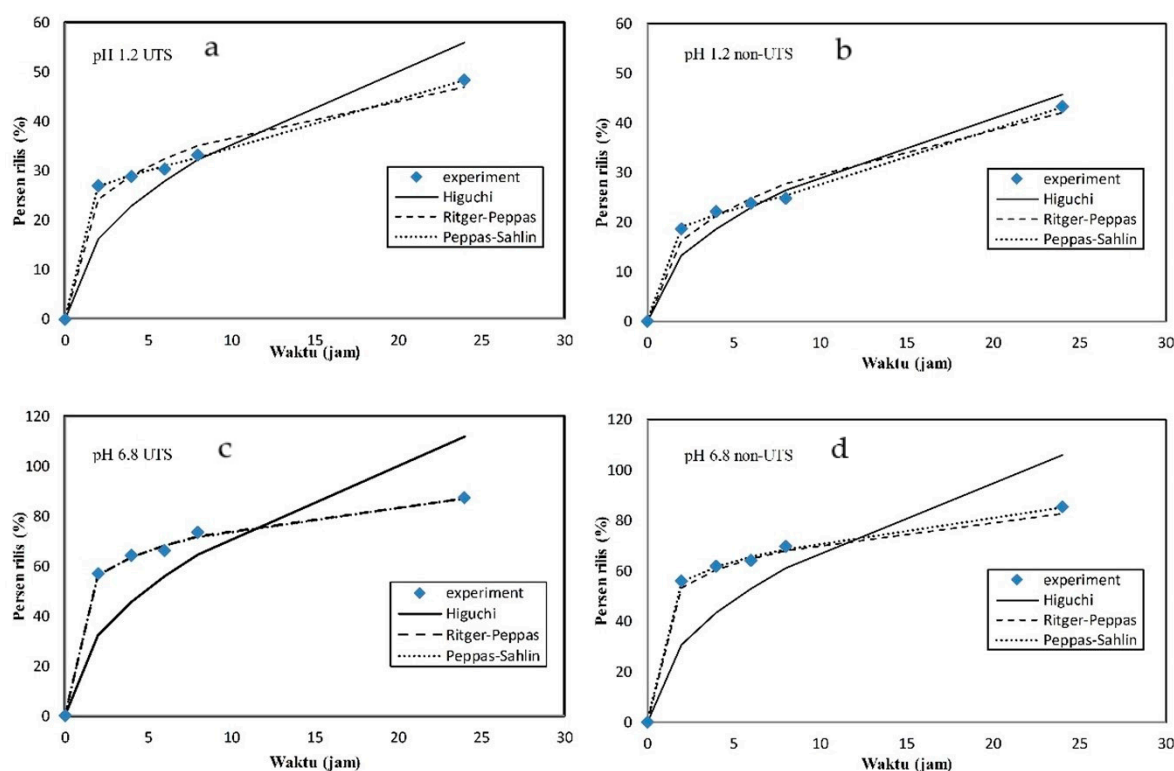 pH 1.2 UTS
a
Persen rilis (%)
60
50
40
30
20
10
0
experiment
Higuchi
Ritger-Peppas
Peppas-Sahlin
0 5 10 15 20 25 30
Waktu (jam)
pH 1.2 non-UTS
b
Persen rilis (%)
60
50
40
30
20
10
0
experiment
Higuchi
Ritger-Peppas
Peppas-Sahlin
0 5 10 15 20 25 30
Waktu (jam)
pH 6.8 UTS
c
Persen rilis (%)
120
100
80
60
40
20
0
experiment
Higuchi
Ritger-Peppas
Peppas-Sahlin
0 5 10 15 20 25 30
Waktu (jam)
pH 6.8 non-UTS
d
Persen rilis (%)
120
100
80
60
40
20
0
experiment
Higuchi
Ritger-Peppas
Peppas-Sahlin
0 5 10 15 20 25 30
Waktu (jam)